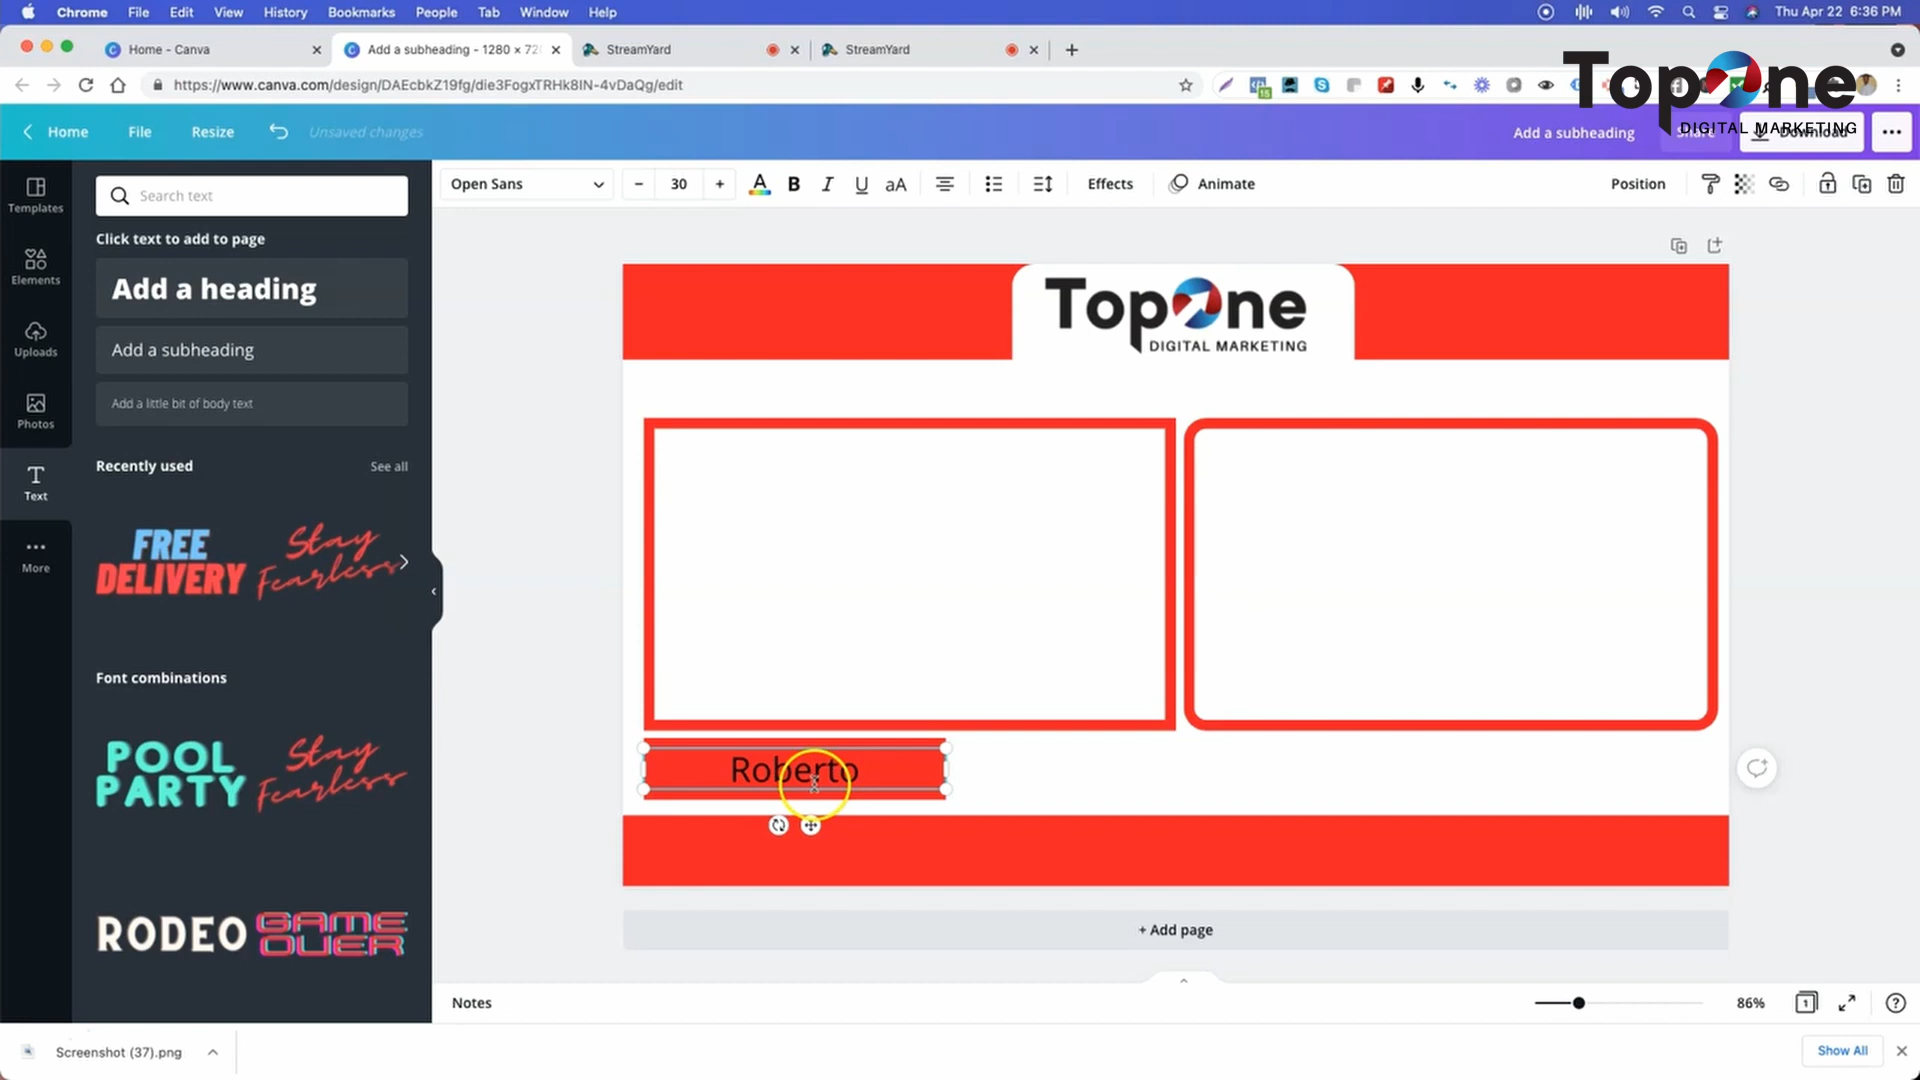 Chrome File Edit View History Bookmarks People Tab Window Help
Thu Apr 22 6:36 PM
Home - Canva
Add a subheading - 1280 × 72
StreamYard
StreamYard
https://www.canva.com/design/DAEcbkZ19fg/die3FogxTRHk8IN-4vDaQg/edit
15
TopOne
DIGITAL MARKETING
Home File Resize Unsaved changes
Add a subheading Share Download
Templates
Elements
Uploads
Photos
Text
More
Search text
Click text to add to page
Add a heading
Add a subheading
Add a little bit of body text
Recently used See all
FREE
DELIVERY
Stay
Fearless
Font combinations
POOL
PARTY
Stay
Fearless
RODEO
GAME
OVER
Open Sans 30 A B I U aA Effects Animate Position
TopOne
DIGITAL MARKETING
Roberto
+ Add page
Notes
86% 1 ?
Screenshot (37).png
Show All